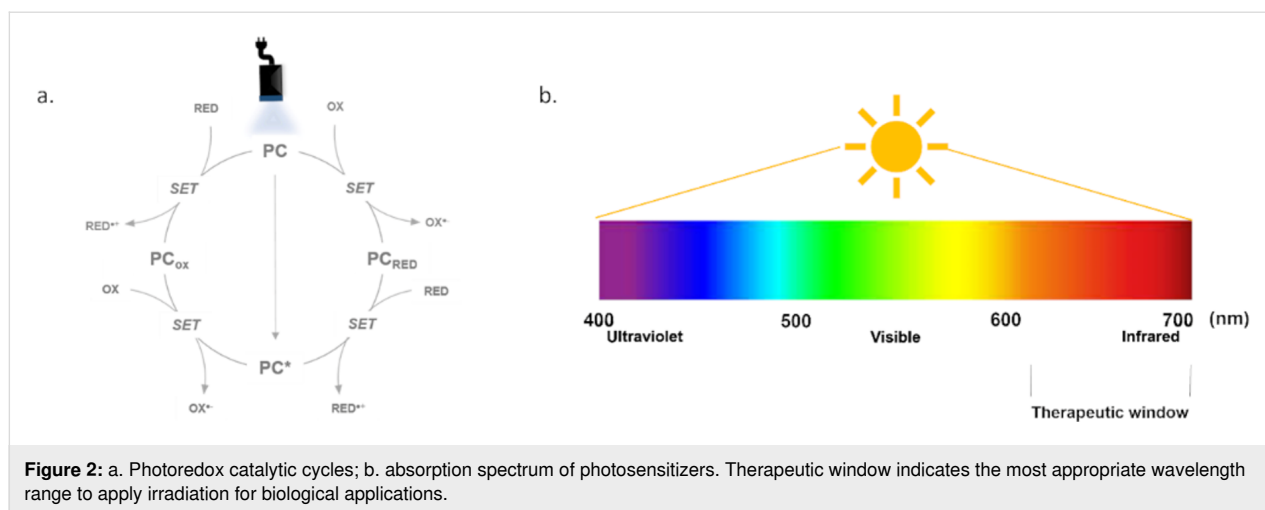 a.
RED
OX
PC
SET
SET
RED•+
OX•-
PCox
PCRED
OX
RED
SET
SET
PC*
OX•-
RED•+
b.
400 500 600 700 (nm)
Ultraviolet Visible Infrared
Therapeutic window
Figure 2: a. Photoredox catalytic cycles; b. absorption spectrum of photosensitizers. Therapeutic window indicates the most appropriate wavelength
range to apply irradiation for biological applications.